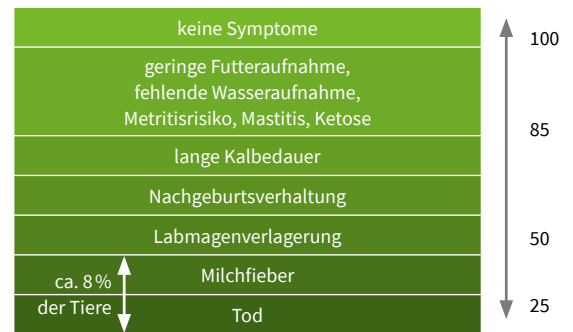 keine Symptome
100
geringe Futteraufnahme,
fehlende Wasseraufnahme,
Metritisrisiko, Mastitis, Ketose
85
lange Kalbedauer
Nachgeburtsverhaltung
Labmagenverlagerung
50
ca. 8 %
der Tiere
Milchfieber
Tod
25